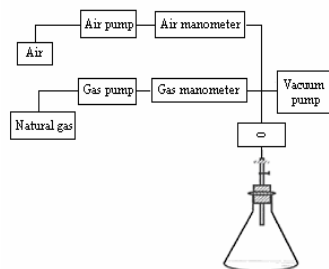 Air pump
Air manometer
Air
Gas pump
Gas manometer
Vacuum
pump
Natural gas